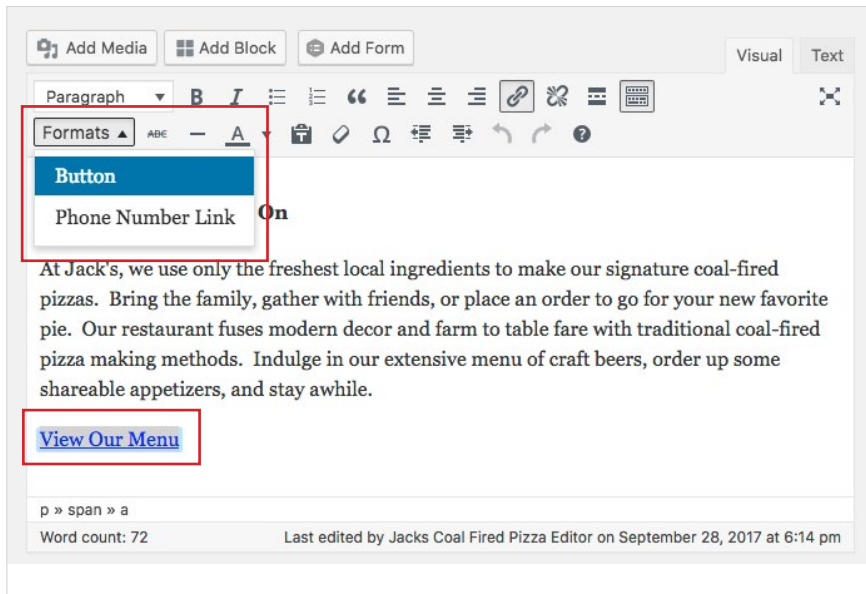 Add Media Add Block Add Form Visual Text
Paragraph B I
Formats ABC A Ω
Button
Phone Number Link On
At Jack's, we use only the freshest local ingredients to make our signature coal-fired
pizzas. Bring the family, gather with friends, or place an order to go for your new favorite
pie. Our restaurant fuses modern decor and farm to table fare with traditional coal-fired
pizza making methods. Indulge in our extensive menu of craft beers, order up some
shareable appetizers, and stay awhile.
View Our Menu
p » span » a
Word count: 72 Last edited by Jacks Coal Fired Pizza Editor on September 28, 2017 at 6:14 pm